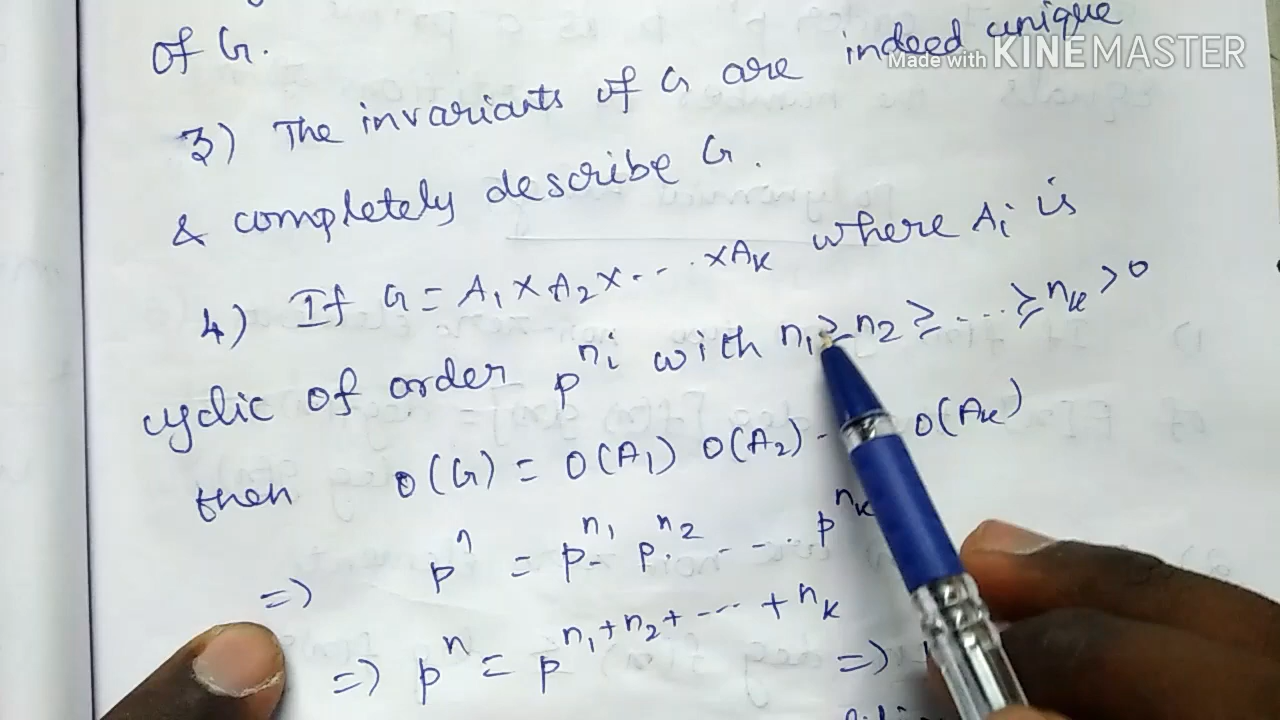 of G.
Made with KINEMASTER
3) The invariants of G are indeed unique
& completely describe G.
4) If G = A₁ × A₂ × - - ... × Aₖ where Aᵢ is
cyclic of order p^nᵢ with n₁ ≥ n₂ ≥ - ... ≥ nₖ > 0
then O(G) = O(A₁) O(A₂) - O(Aₖ)
=> pⁿ = p^n₁ p^n₂ - - ... p^nₖ
=> pⁿ = p^n₁+n₂+ ---- +nₖ =>